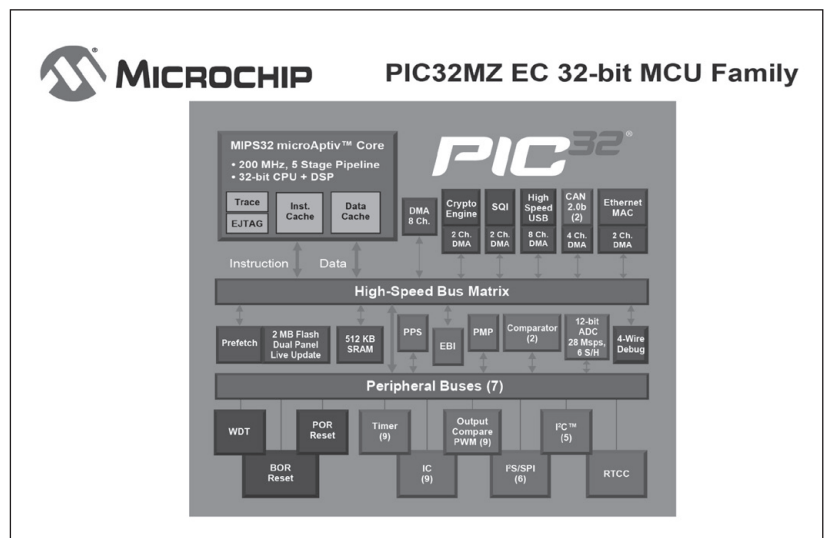 MICROCHIP
PIC32MZ EC 32-bit MCU Family
MIPS32 microAptiv™ Core
• 200 MHz, 5 Stage Pipeline
• 32-bit CPU + DSP
Trace
EJTAG
Inst.
Cache
Data
Cache
PIC32®
DMA
8 Ch.
Crypto
Engine
2 Ch.
DMA
SQI
2 Ch.
DMA
High
Speed
USB
8 Ch.
DMA
CAN
2.0b
(2)
4 Ch.
DMA
Ethernet
MAC
2 Ch.
DMA
Instruction
Data
High-Speed Bus Matrix
Prefetch
2 MB Flash
Dual Panel
Live Update
512 KB
SRAM
PPS
EBI
PMP
Comparator
(2)
12-bit
ADC
28 Msps,
6 S/H
4-Wire
Debug
Peripheral Buses (7)
WDT
BOR
Reset
POR
Reset
Timer
(9)
IC
(9)
Output
Compare
PWM (9)
I²S/SPI
(6)
I²C™
(5)
RTCC